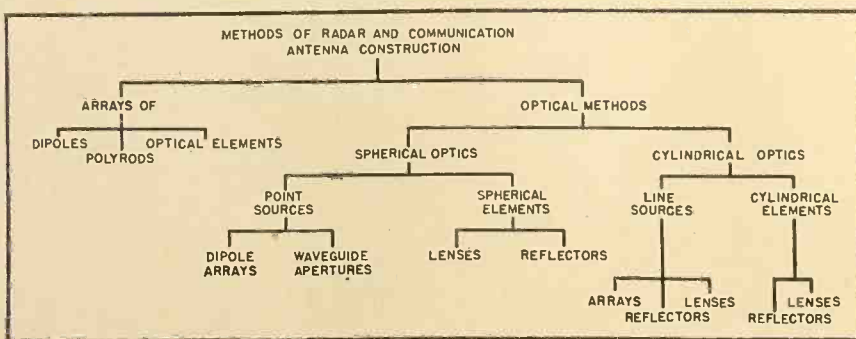 METHODS OF RADAR AND COMMUNICATION
ANTENNA CONSTRUCTION
ARRAYS OF
OPTICAL METHODS
DIPOLES
POLYRODS
OPTICAL ELEMENTS
SPHERICAL OPTICS
CYLINDRICAL OPTICS
POINT
SOURCES
SPHERICAL
ELEMENTS
LINE
SOURCES
CYLINDRICAL
ELEMENTS
DIPOLE
ARRAYS
WAVEGUIDE
APERTURES
LENSES
REFLECTORS
ARRAYS
REFLECTORS
LENSES
REFLECTORS
LENSES